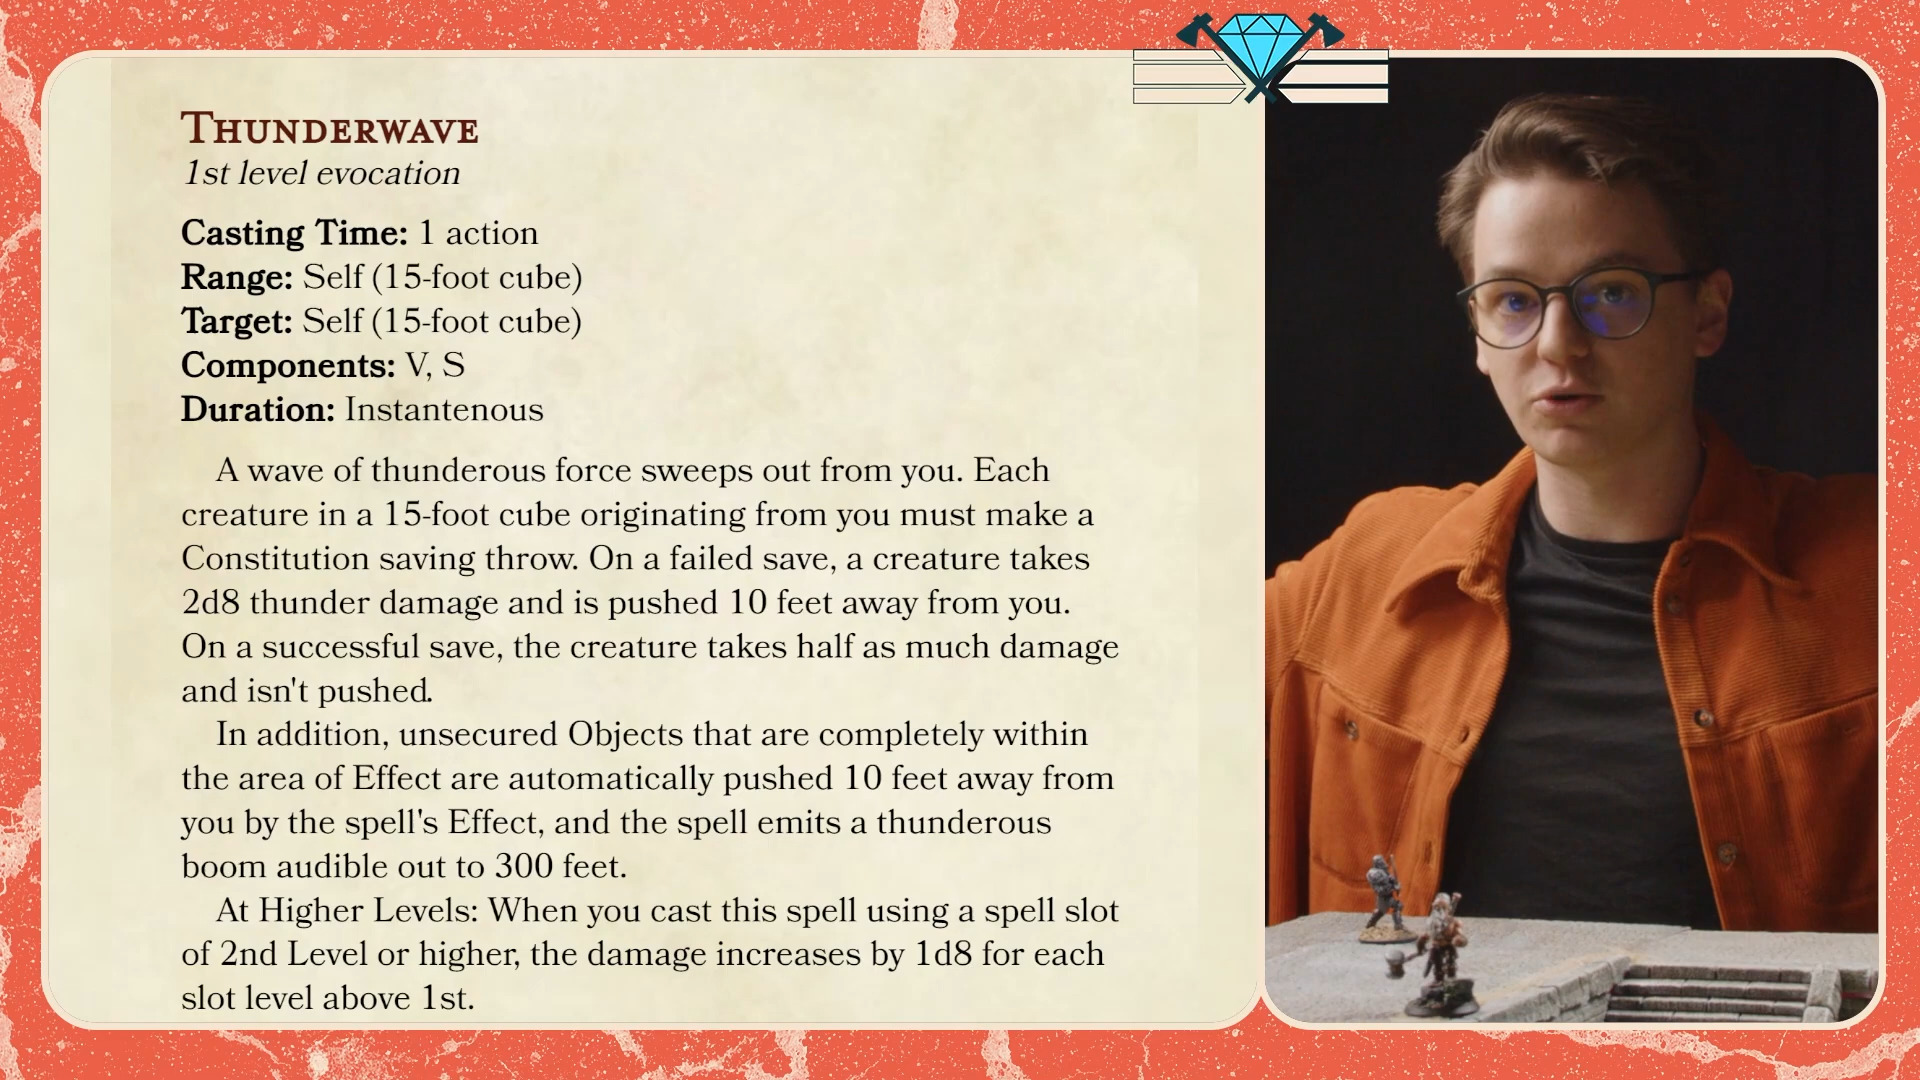 THUNDERWAVE
1st level evocation
Casting Time: 1 action
Range: Self (15-foot cube)
Target: Self (15-foot cube)
Components: V, S
Duration: Instantenous
A wave of thunderous force sweeps out from you. Each
creature in a 15-foot cube originating from you must make a
Constitution saving throw. On a failed save, a creature takes
2d8 thunder damage and is pushed 10 feet away from you.
On a successful save, the creature takes half as much damage
and isn't pushed.
In addition, unsecured Objects that are completely within
the area of Effect are automatically pushed 10 feet away from
you by the spell's Effect, and the spell emits a thunderous
boom audible out to 300 feet.
At Higher Levels: When you cast this spell using a spell slot
of 2nd Level or higher, the damage increases by 1d8 for each
slot level above 1st.